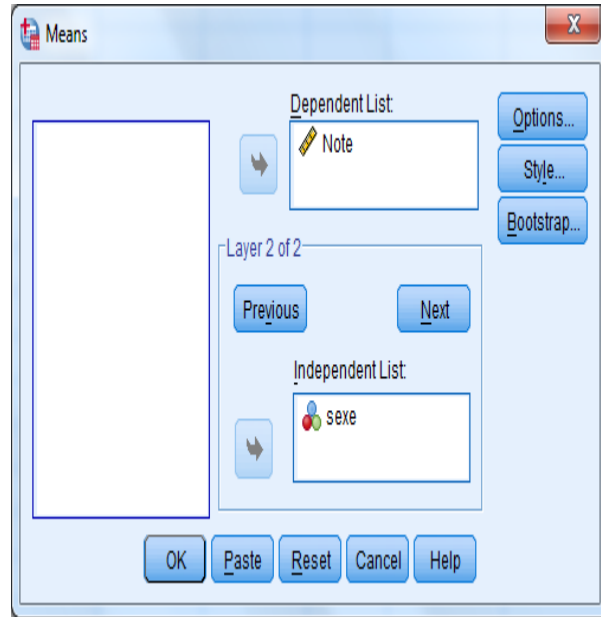 Means
X
Dependent List:
Note
Options...
Style...
Bootstrap...
Layer 2 of 2
Previous
Next
Independent List:
sexe
OK
Paste
Reset
Cancel
Help